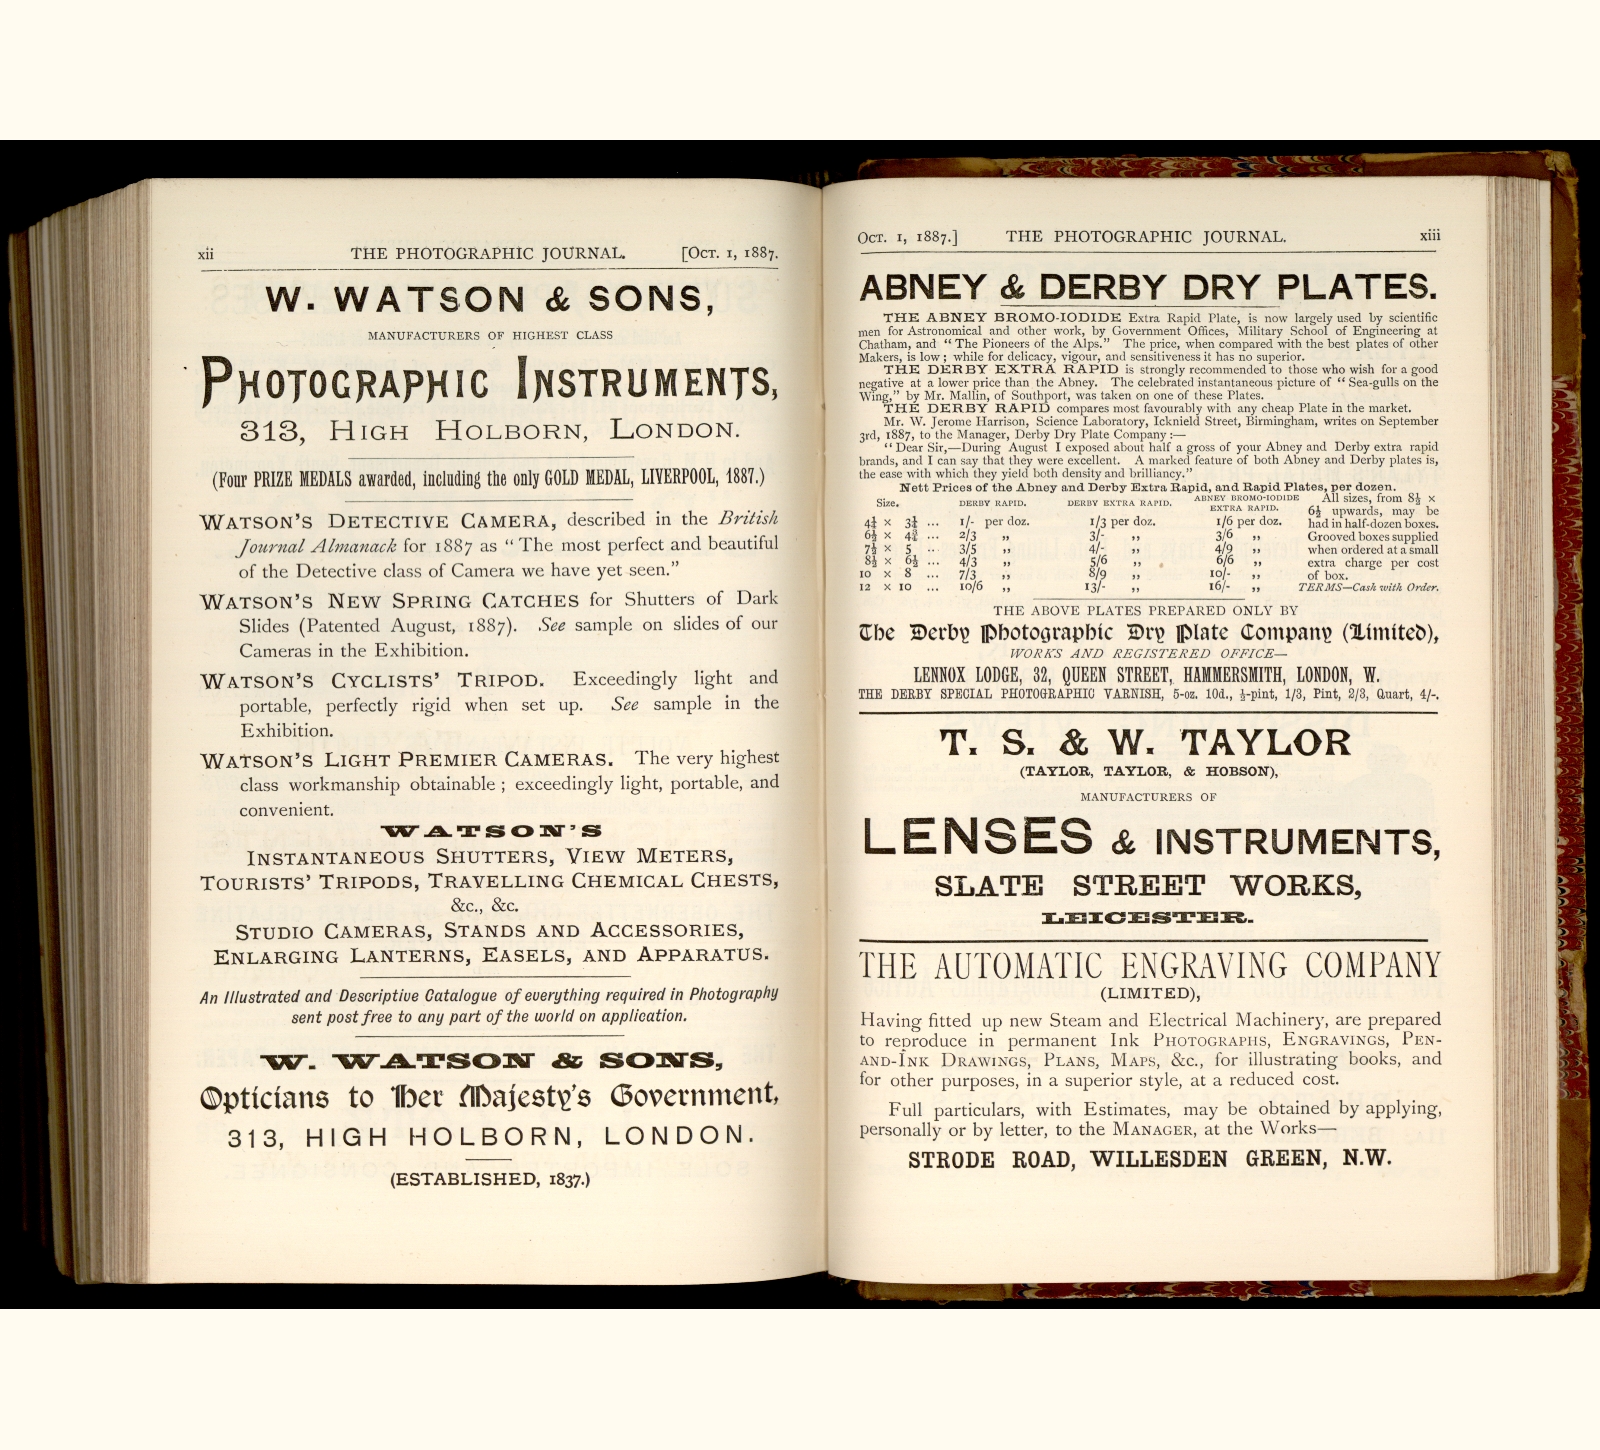 xii THE PHOTOGRAPHIC JOURNAL. [Oct. 1, 1887.
W. WATSON & SONS,
MANUFACTURERS OF HIGHEST CLASS
PHOTOGRAPHIC INSTRUMENTS,
313, HIGH HOLBORN, LONDON.
(Four PRIZE MEDALS awarded, including the only GOLD MEDAL, LIVERPOOL, 1887.)
WATSON'S DETECTIVE CAMERA, described in the British
Journal Almanack for 1887 as "The most perfect and beautiful
of the Detective class of Camera we have yet seen."
WATSON'S NEW SPRING CATCHES for Shutters of Dark
Slides (Patented August, 1887). See sample on slides of our
Cameras in the Exhibition.
WATSON'S CYCLISTS' TRIPOD. Exceedingly light and
portable, perfectly rigid when set up. See sample in the
Exhibition.
WATSON'S LIGHT PREMIER CAMERAS. The very highest
class workmanship obtainable; exceedingly light, portable, and
convenient.
WATSON'S
INSTANTANEOUS SHUTTERS, VIEW METERS,
TOURISTS' TRIPODS, TRAVELLING CHEMICAL CHESTS,
&c., &c.
STUDIO CAMERAS, STANDS AND ACCESSORIES,
ENLARGING LANTERNS, EASELS, AND APPARATUS.
An Illustrated and Descriptive Catalogue of everything required in Photography
sent post free to any part of the world on application.
W. WATSON & SONS,
Opticians to Her Majesty's Government,
313, HIGH HOLBORN, LONDON.
(ESTABLISHED, 1837.)
Oct. 1, 1887.] THE PHOTOGRAPHIC JOURNAL. xiii
ABNEY & DERBY DRY PLATES.
THE ABNEY BROMO-IODIDE Extra Rapid Plate, is now largely used by scientific
men for Astronomical and other work, by Government Offices, Military School of Engineering at
Chatham, and "The Pioneers of the Alps." The price, when compared with the best plates of other
Makers, is low; while for delicacy, vigour, and sensitiveness it has no superior.
THE DERBY EXTRA RAPID is strongly recommended to those who wish for a good
negative at a lower price than the Abney. The celebrated instantaneous picture of "Sea-gulls on the
Wing," by Mr. Mallin, of Southport, was taken on one of these Plates.
THE DERBY RAPID compares most favourably with any cheap Plate in the market.
Mr. W. Jerome Harrison, Science Laboratory, Icknield Street, Birmingham, writes on September
3rd, 1887, to the Manager, Derby Dry Plate Company:—
"Dear Sir,—During August I exposed about half a gross of your Abney and Derby extra rapid
brands, and I can say that they were excellent. A marked feature of both Abney and Derby plates is,
the ease with which they yield both density and brilliancy."
Nett Prices of the Abney and Derby Extra Rapid, and Rapid Plates, per dozen.
Size. DERBY RAPID. DERBY EXTRA RAPID. ABNEY BROMO-IODIDE EXTRA RAPID.
4¼ × 3¼ ... 1/- per doz. 1/3 per doz. 1/6 per doz.
6½ × 4¾ ... 2/3 „ 3/- „ 3/6 „
7½ × 5 ... 3/5 „ 4/- „ 4/9 „
8½ × 6½ ... 4/3 „ 5/6 „ 6/6 „
10 × 8 ... 7/3 „ 8/9 „ 10/- „
12 × 10 ... 10/6 „ 13/- „ 16/- „
All sizes, from 8½ ×
6½ upwards, may be
had in half-dozen boxes.
Grooved boxes supplied
when ordered at a small
extra charge per cost
of box.
TERMS—Cash with Order.
THE ABOVE PLATES PREPARED ONLY BY
The Derby Photographic Dry Plate Company (Limited),
WORKS AND REGISTERED OFFICE—
LENNOX LODGE, 32, QUEEN STREET, HAMMERSMITH, LONDON, W.
THE DERBY SPECIAL PHOTOGRAPHIC VARNISH, 5-oz. 10d., ½-pint, 1/3, Pint, 2/3, Quart, 4/-.
T. S. & W. TAYLOR
(TAYLOR, TAYLOR, & HOBSON),
MANUFACTURERS OF
LENSES & INSTRUMENTS,
SLATE STREET WORKS,
LEICESTER.
THE AUTOMATIC ENGRAVING COMPANY
(LIMITED),
Having fitted up new Steam and Electrical Machinery, are prepared
to reproduce in permanent Ink PHOTOGRAPHS, ENGRAVINGS, PEN-
AND-INK DRAWINGS, PLANS, MAPS, &c., for illustrating books, and
for other purposes, in a superior style, at a reduced cost.
Full particulars, with Estimates, may be obtained by applying,
personally or by letter, to the MANAGER, at the Works—
STRODE ROAD, WILLESDEN GREEN, N.W.